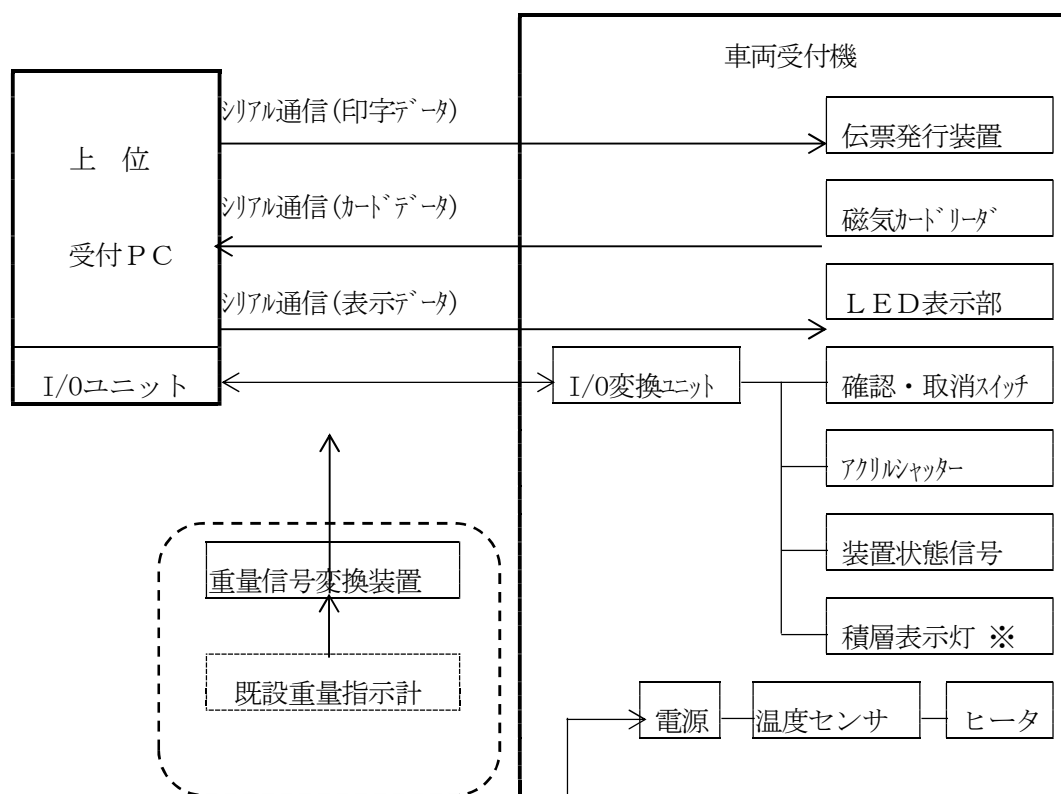 車両受付機
シリアル通信(印字データ)
伝票発行装置
上　位
シリアル通信(カードデータ)
磁気カードリーダ
受付ＰＣ
シリアル通信(表示データ)
ＬＥＤ表示部
I/Oユニット
I/O変換ユニット
確認・取消スイッチ
アクリルシャッター
装置状態信号
重量信号変換装置
積層表示灯 ※
既設重量指示計
電源
温度センサ
ヒータ